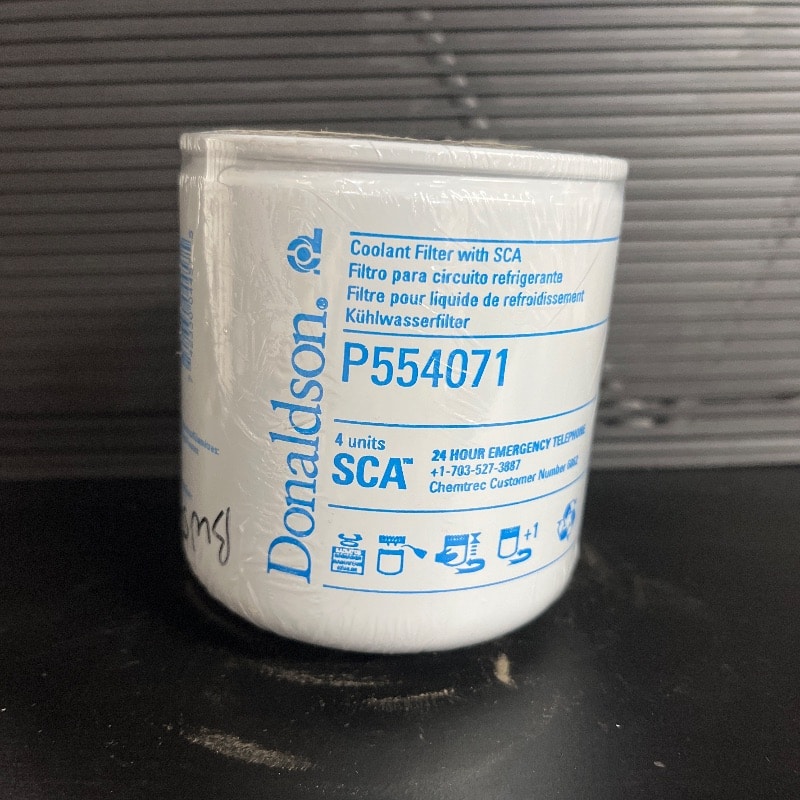 Donaldson®
Coolant Filter with SCA
Filtro para circuito refrigerante
Filtre pour liquide de refroidissement
Kühlwasserfilter
P554071
4 units
SCA™
24 HOUR EMERGENCY TELEPHONE
+1-703-527-3887
Chemtrec Customer Number
+1